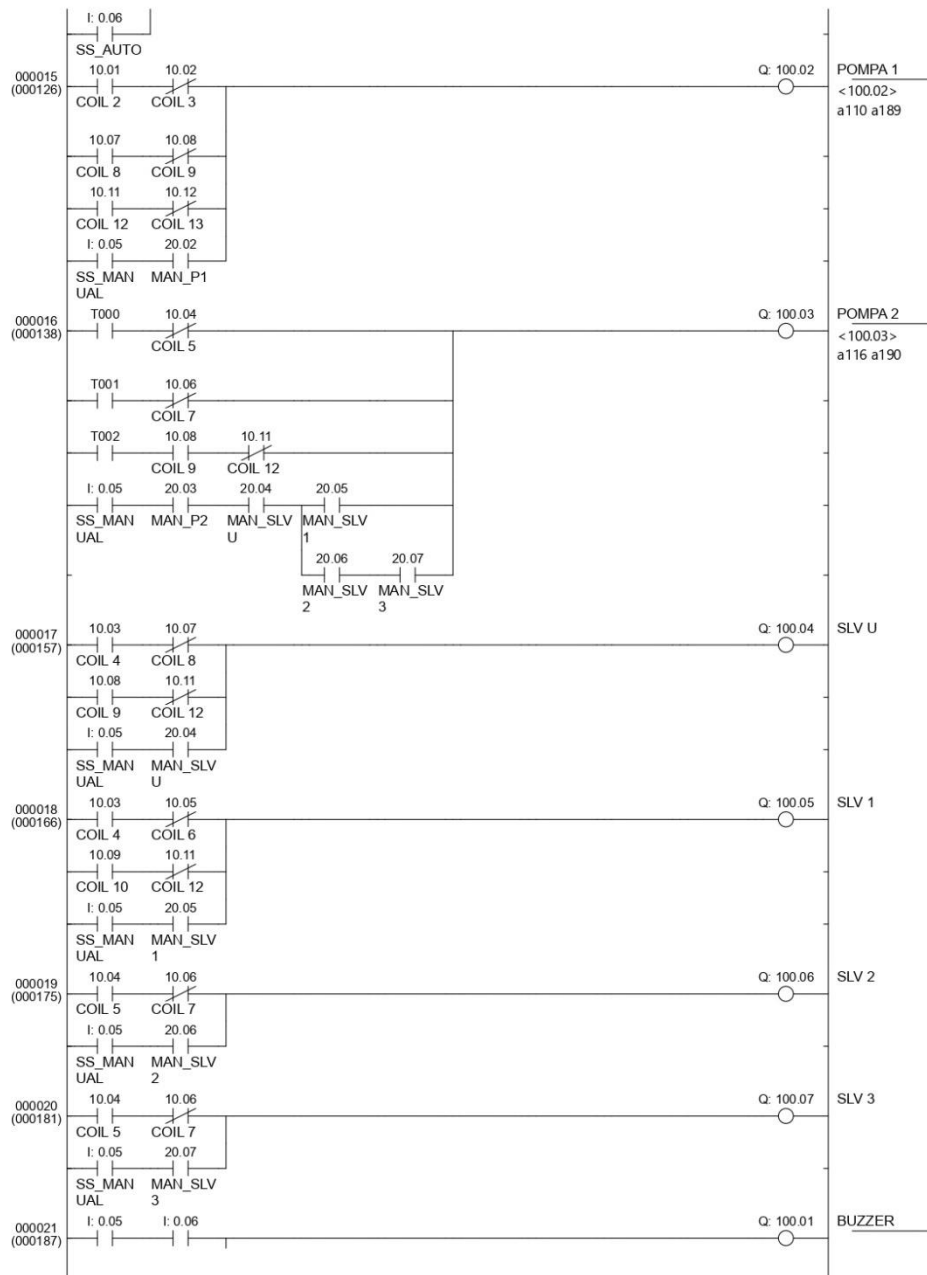 I: 0.06
SS_AUTO
000015 10.01 10.02 Q: 100.02 POMPA 1
(000126) <100.02>
COIL 2 COIL 3 a110 a189
10.07 10.08
COIL 8 COIL 9
10.11 10.12
COIL 12 COIL 13
I: 0.05 20.02
SS_MAN MAN_P1
UAL
000016 T000 10.04 Q: 100.03 POMPA 2
(000138) <100.03>
COIL 5 a116 a190
T001 10.06
COIL 7
T002 10.08 10.11
COIL 9 COIL 12
I: 0.05 20.03 20.04 20.05
SS_MAN MAN_P2 MAN_SLV MAN_SLV
UAL U 1
20.06 20.07
MAN_SLV MAN_SLV
2 3
000017 10.03 10.07 Q: 100.04 SLV U
(000157)
COIL 4 COIL 8
10.08 10.11
COIL 9 COIL 12
I: 0.05 20.04
SS_MAN MAN_SLV
UAL U
000018 10.03 10.05 Q: 100.05 SLV 1
(000166)
COIL 4 COIL 6
10.09 10.11
COIL 10 COIL 12
I: 0.05 20.05
SS_MAN MAN_SLV
UAL 1
000019 10.04 10.06 Q: 100.06 SLV 2
(000175)
COIL 5 COIL 7
I: 0.05 20.06
SS_MAN MAN_SLV
UAL 2
000020 10.04 10.06 Q: 100.07 SLV 3
(000181)
COIL 5 COIL 7
I: 0.05 20.07
SS_MAN MAN_SLV
UAL 3
000021 I: 0.05 I: 0.06 Q: 100.01 BUZZER
(000187)